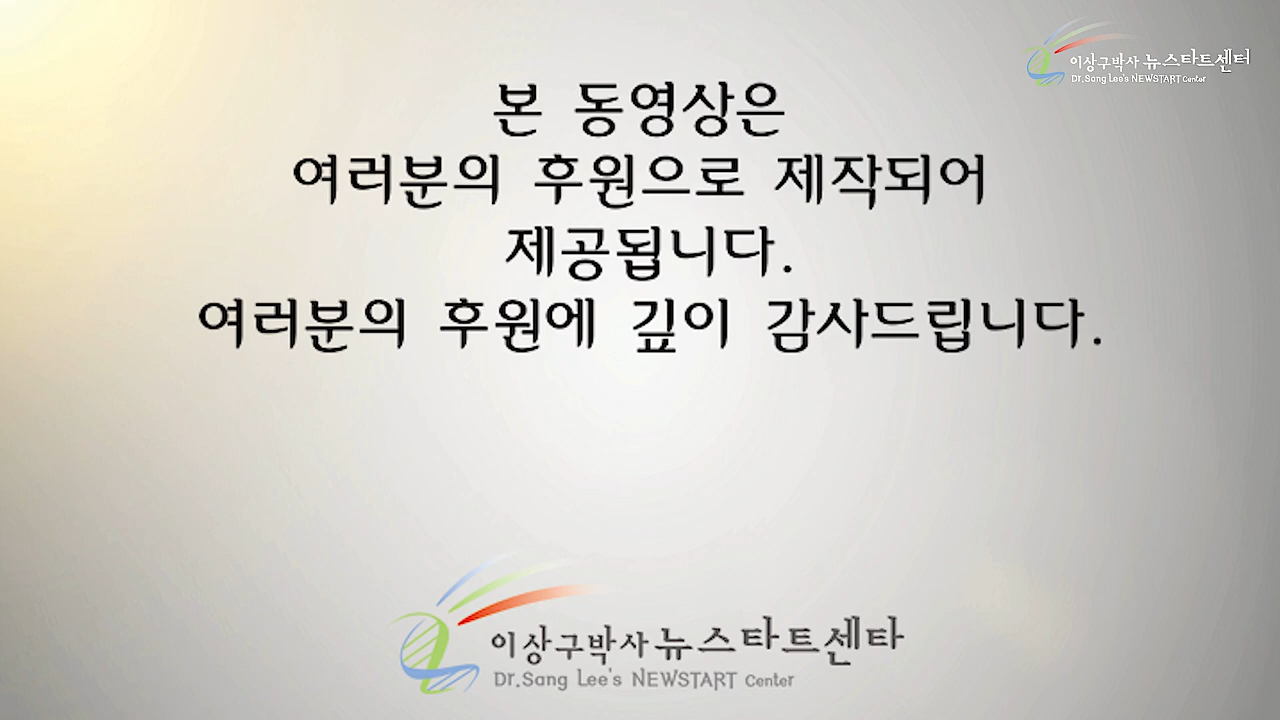 이상구박사 뉴스타트센터
Dr.Sang Lee's NEWSTART Center
본 동영상은
여러분의 후원으로 제작되어
제공됩니다.
여러분의 후원에 깊이 감사드립니다.
이상구박사 뉴스타트센타
Dr.Sang Lee's NEWSTART Center